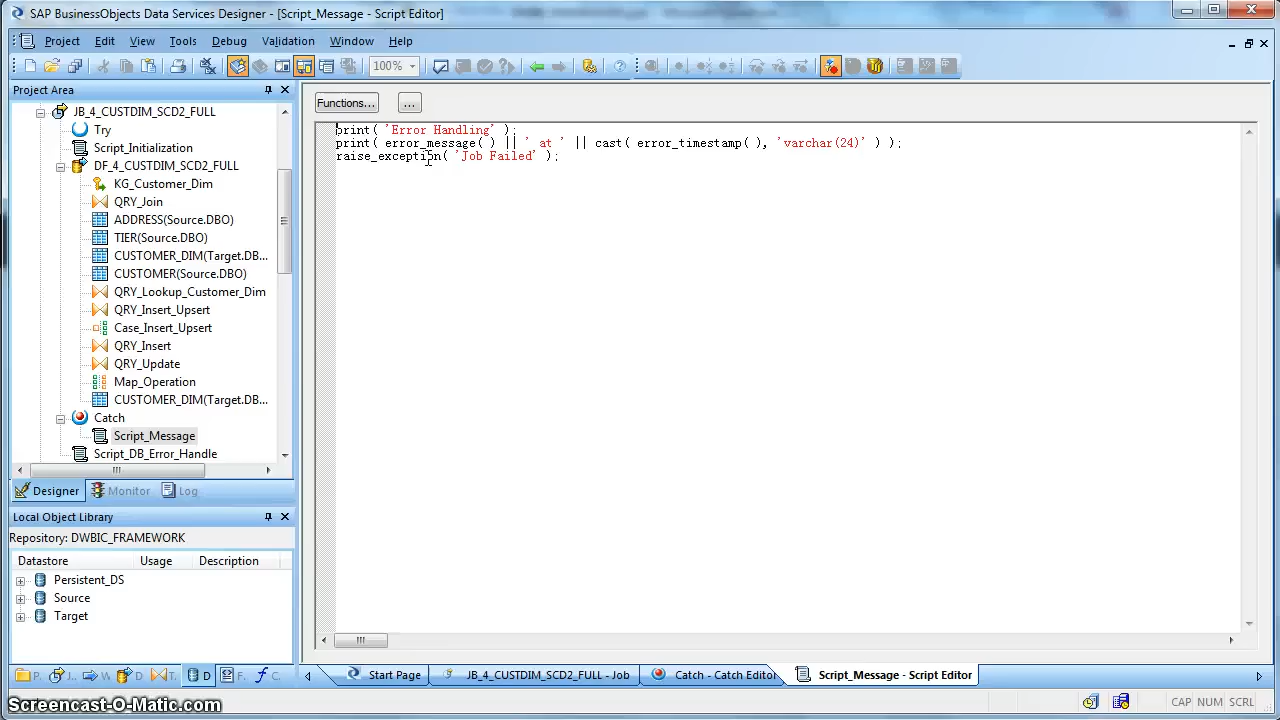 SAP BusinessObjects Data Services Designer - [Script_Message - Script Editor]
Project Edit View Tools Debug Validation Window Help
100%
Project Area
JB_4_CUSTDIM_SCD2_FULL
Try
Script_Initialization
DF_4_CUSTDIM_SCD2_FULL
KG_Customer_Dim
QRY_Join
ADDRESS(Source.DBO)
TIER(Source.DBO)
CUSTOMER_DIM(Target.DB...
CUSTOMER(Source.DBO)
QRY_Lookup_Customer_Dim
QRY_Insert_Upsert
Case_Insert_Upsert
QRY_Insert
QRY_Update
Map_Operation
CUSTOMER_DIM(Target.DB...
Catch
Script_Message
Script_DB_Error_Handle
Designer Monitor Log
Local Object Library
Repository: DWBIC_FRAMEWORK
Datastore Usage Description
Persistent_DS
Source
Target
P. J.. W D T. D F. C.
Functions... ...
print( 'Error Handling' );
print( error_message( ) || ' at ' || cast( error_timestamp( ), 'varchar(24)' ) );
raise_exception( 'Job Failed' );
Start Page JB_4_CUSTDIM_SCD2_FULL - Job Catch - Catch Editor Script_Message - Script Editor
CAP NUM SCRL
Screencast-O-Matic.com